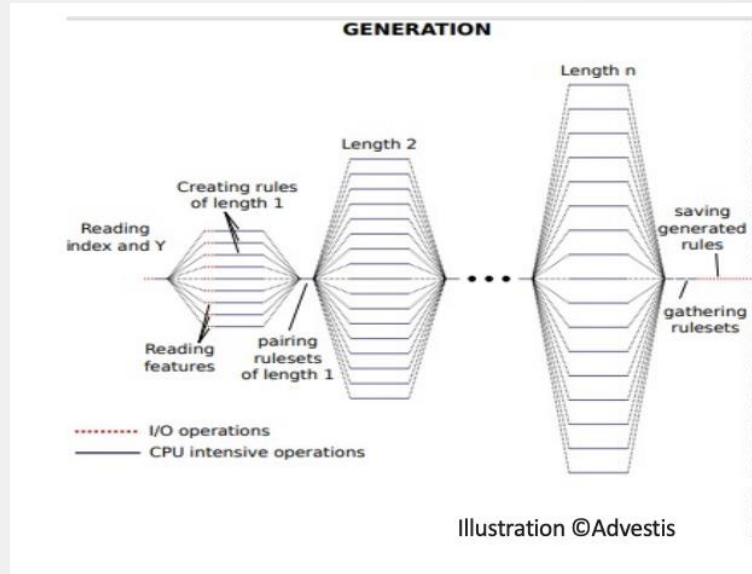 GENERATION
Length n
Length 2
Creating rules
of length 1
Reading
index and Y
saving
generated
rules
Reading
features
pairing
rulesets
of length 1
gathering
rulesets
I/O operations
CPU intensive operations
Illustration ©Advestis